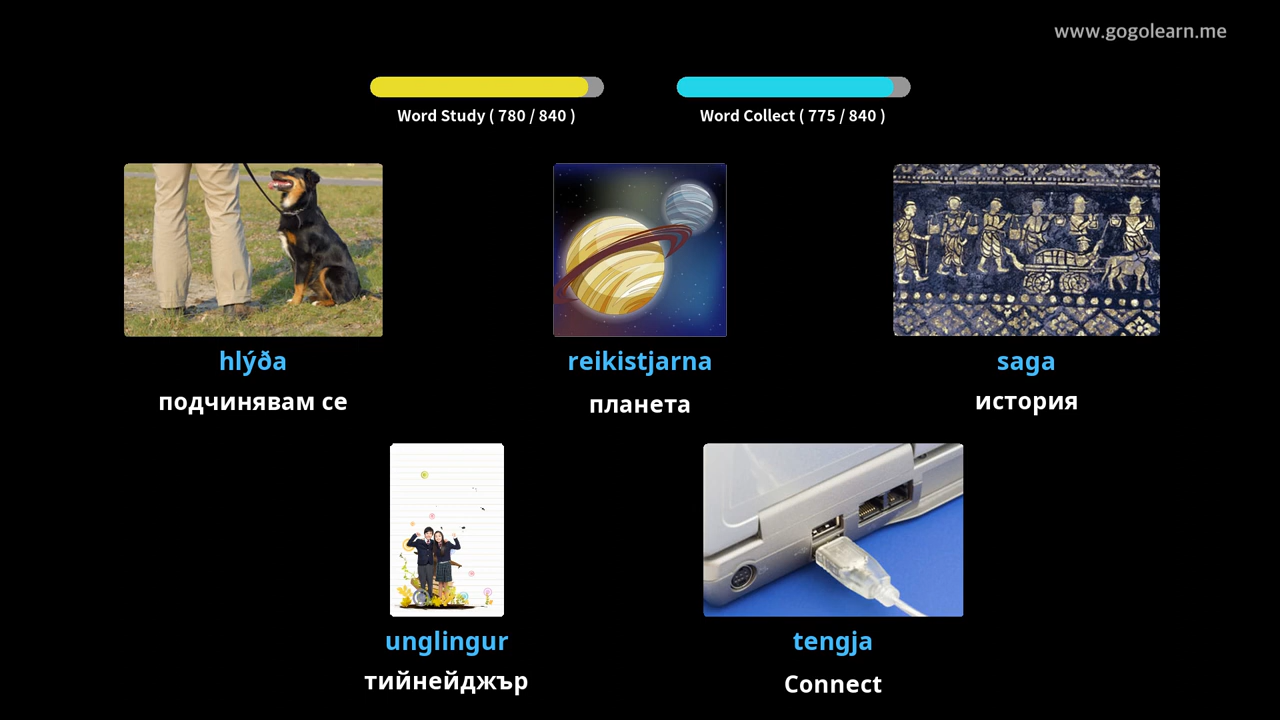 www.gogolearn.me
Word Study ( 780 / 840 )
Word Collect ( 775 / 840 )
hlýða
подчинявам се
reikistjarna
планета
saga
история
unglingur
тийнейджър
tengja
Connect